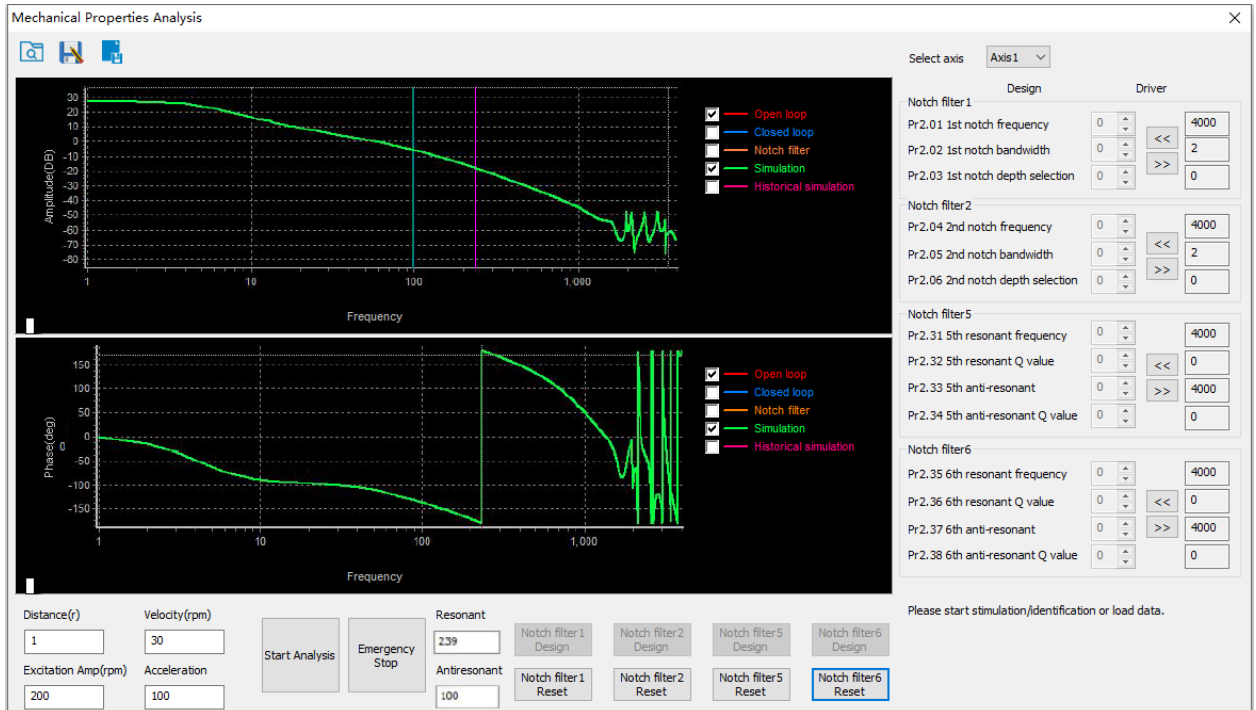 Mechanical Properties Analysis
Select axis Axis1
Design Driver
30
20
10
0
-10
-20
-30
-40
-50
-60
-70
-80
Amplitude(DB)
1 10 100 1,000
Frequency
Open loop
Closed loop
Notch filter
Simulation
Historical simulation
150
100
50
0
-50
-100
-150
Phase(deg)
1 10 100 1,000
Frequency
Open loop
Closed loop
Notch filter
Simulation
Historical simulation
Notch filter1
Pr2.01 1st notch frequency 0 4000
<<
Pr2.02 1st notch bandwidth 0 2
>>
Pr2.03 1st notch depth selection 0 0
Notch filter2
Pr2.04 2nd notch frequency 0 4000
<<
Pr2.05 2nd notch bandwidth 0 2
>>
Pr2.06 2nd notch depth selection 0 0
Notch filter5
Pr2.31 5th resonant frequency 0 4000
Pr2.32 5th resonant Q value 0 << 0
Pr2.33 5th anti-resonant 0 >> 4000
Pr2.34 5th anti-resonant Q value 0 0
Notch filter6
Pr2.35 6th resonant frequency 0 4000
Pr2.36 6th resonant Q value 0 << 0
Pr2.37 6th anti-resonant 0 >> 4000
Pr2.38 6th anti-resonant Q value 0 0
Please start stimulation/identification or load data.
Distance(r) Velocity(rpm)
1 30
Excitation Amp(rpm) Acceleration
200 100
Start Analysis
Emergency
Stop
Resonant
239
Antiresonant
100
Notch filter1
Design
Notch filter2
Design
Notch filter5
Design
Notch filter6
Design
Notch filter1
Reset
Notch filter2
Reset
Notch filter5
Reset
Notch filter6
Reset